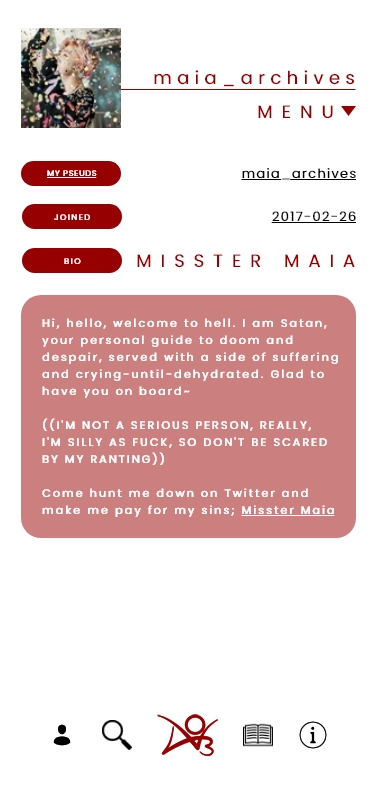 maia_archives
MENU
MY PSEUDS
maia_archives
JOINED
2017-02-26
BIO
MISSTER MAIA
Hi, hello, welcome to hell. I am Satan,
your personal guide to doom and
despair, served with a side of suffering
and crying-until-dehydrated. Glad to
have you on board~
((I'M NOT A SERIOUS PERSON, REALLY,
I'M SILLY AS FUCK, SO DON'T BE SCARED
BY MY RANTING))
Come hunt me down on Twitter and
make me pay for my sins; Misster Maia